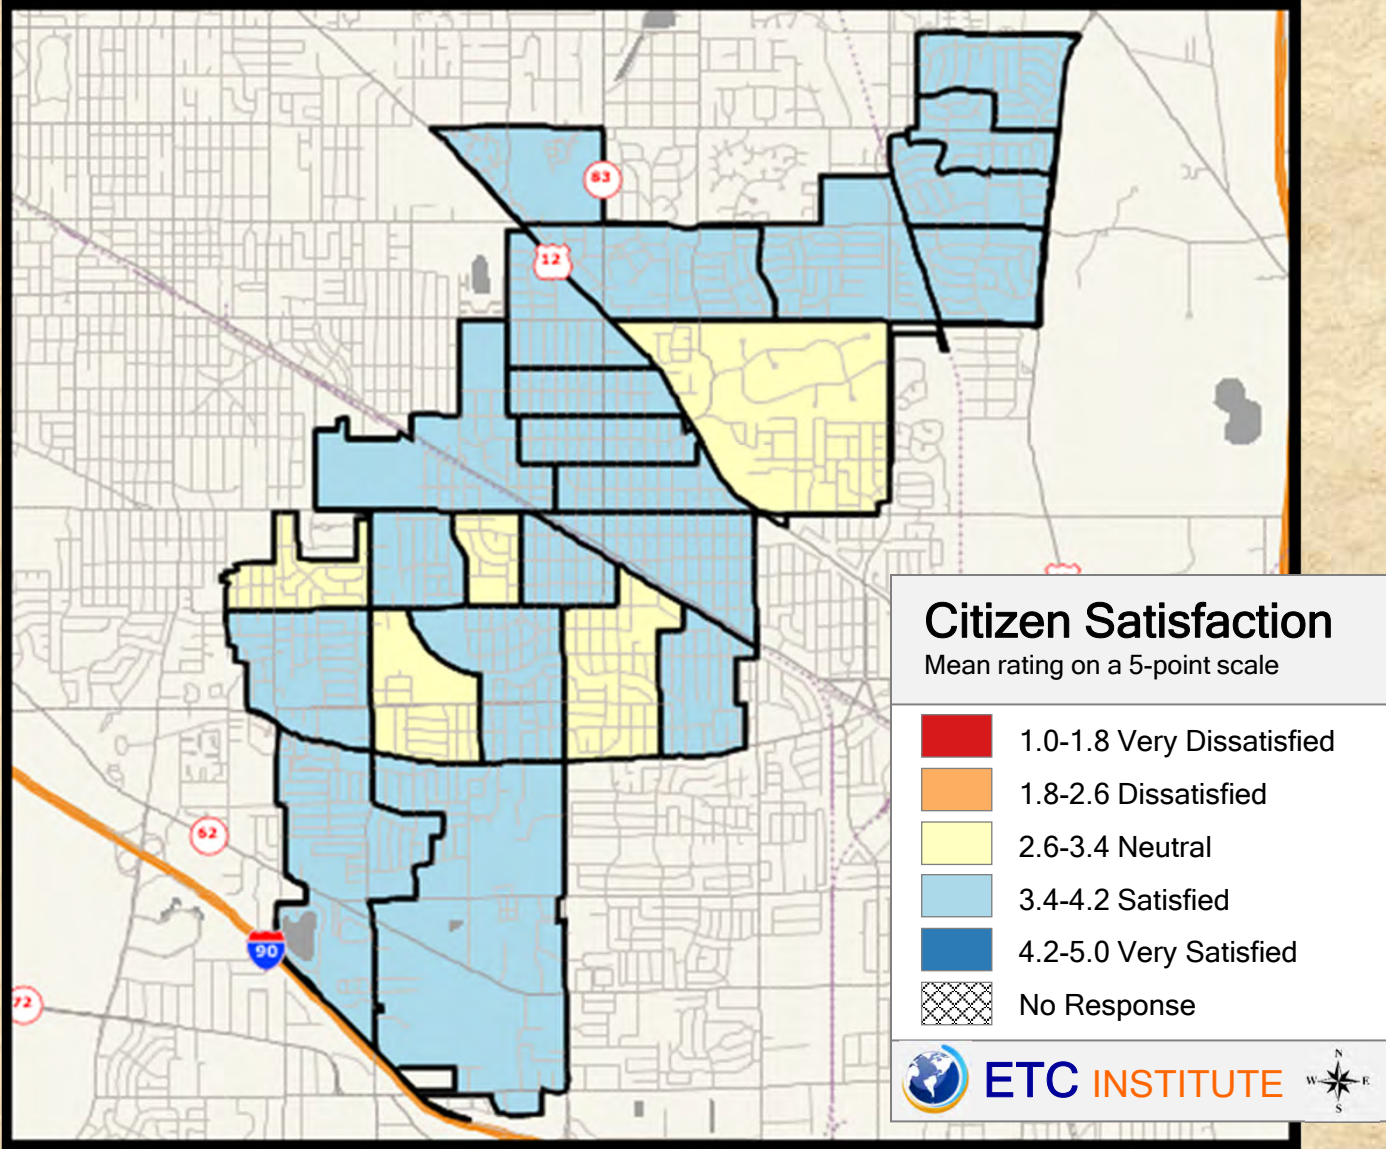 83
12
62
90
72
Citizen Satisfaction
Mean rating on a 5-point scale
1.0-1.8 Very Dissatisfied
1.8-2.6 Dissatisfied
2.6-3.4 Neutral
3.4-4.2 Satisfied
4.2-5.0 Very Satisfied
No Response
ETC INSTITUTE
N
W E
S